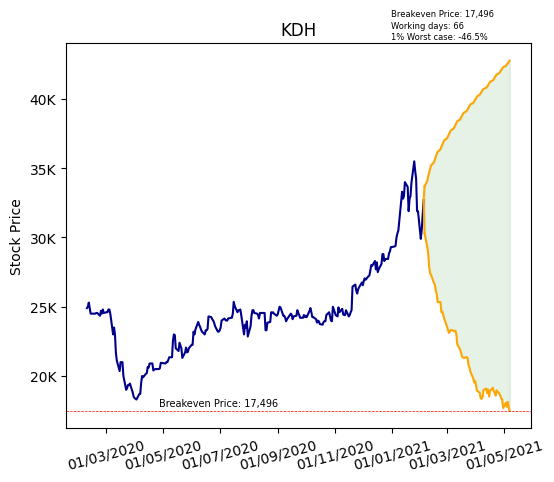 KDH
Breakeven Price: 17,496
Working days: 66
1% Worst case: -46.5%
Stock Price
40K
35K
30K
25K
20K
Breakeven Price: 17,496
01/03/2020
01/05/2020
01/07/2020
01/09/2020
01/11/2020
01/01/2021
01/03/2021
01/05/2021